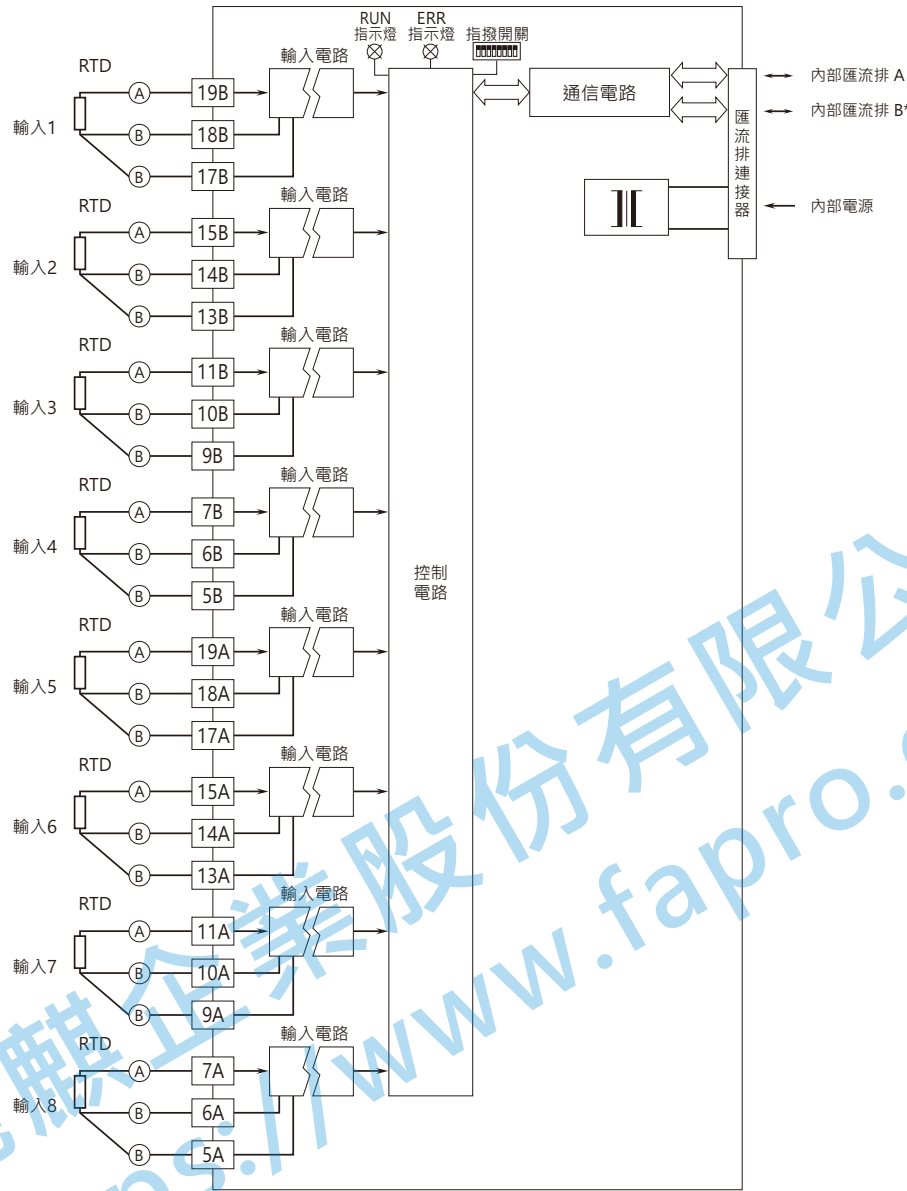 RUN
指示燈
ERR
指示燈
指撥開關
RTD
輸入1
A
B
B
19B
18B
17B
輸入電路
通信電路
匯流排連接器
內部匯流排 A
內部匯流排 B*
內部電源
RTD
輸入2
A
B
B
15B
14B
13B
輸入電路
RTD
輸入3
A
B
B
11B
10B
9B
輸入電路
RTD
輸入4
A
B
B
7B
6B
5B
輸入電路
控制
電路
RTD
輸入5
A
B
B
19A
18A
17A
輸入電路
RTD
輸入6
A
B
B
15A
14A
13A
輸入電路
RTD
輸入7
A
B
B
11A
10A
9A
輸入電路
RTD
輸入8
A
B
B
7A
6A
5A
輸入電路
麒企業股份有限公
ps://www.fapro.c